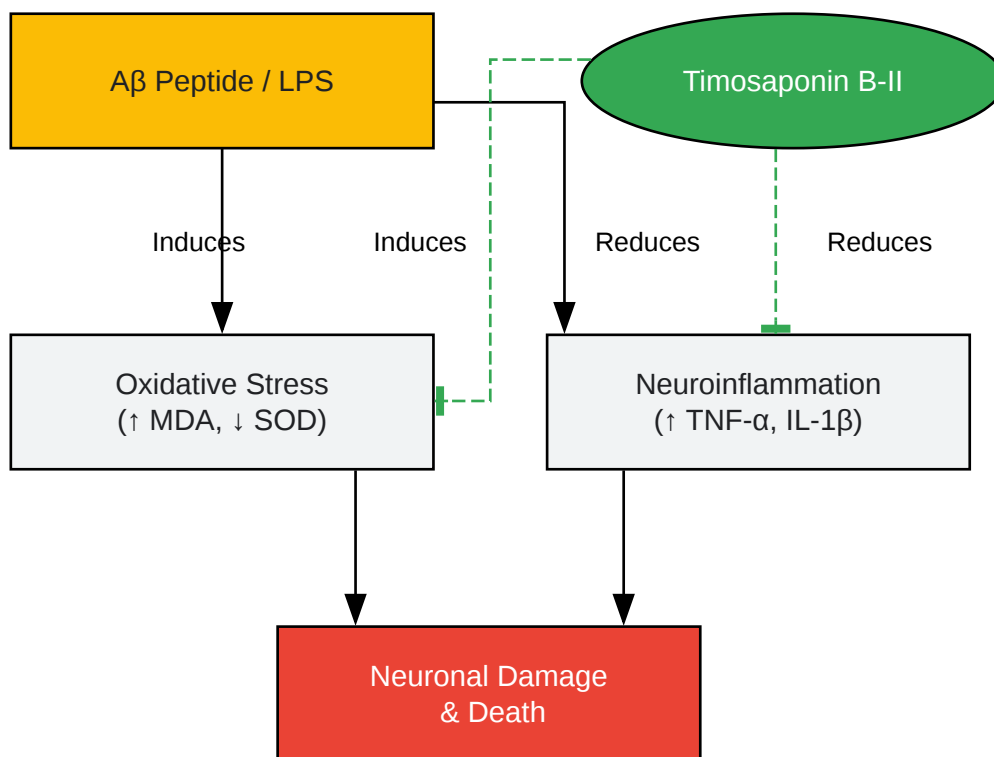 Aβ Peptide / LPS
Timosaponin B-II
Induces
Induces
Reduces
Reduces
Oxidative Stress
(↑ MDA, ↓ SOD)
Neuroinflammation
(↑ TNF-α, IL-1β)
Neuronal Damage
& Death